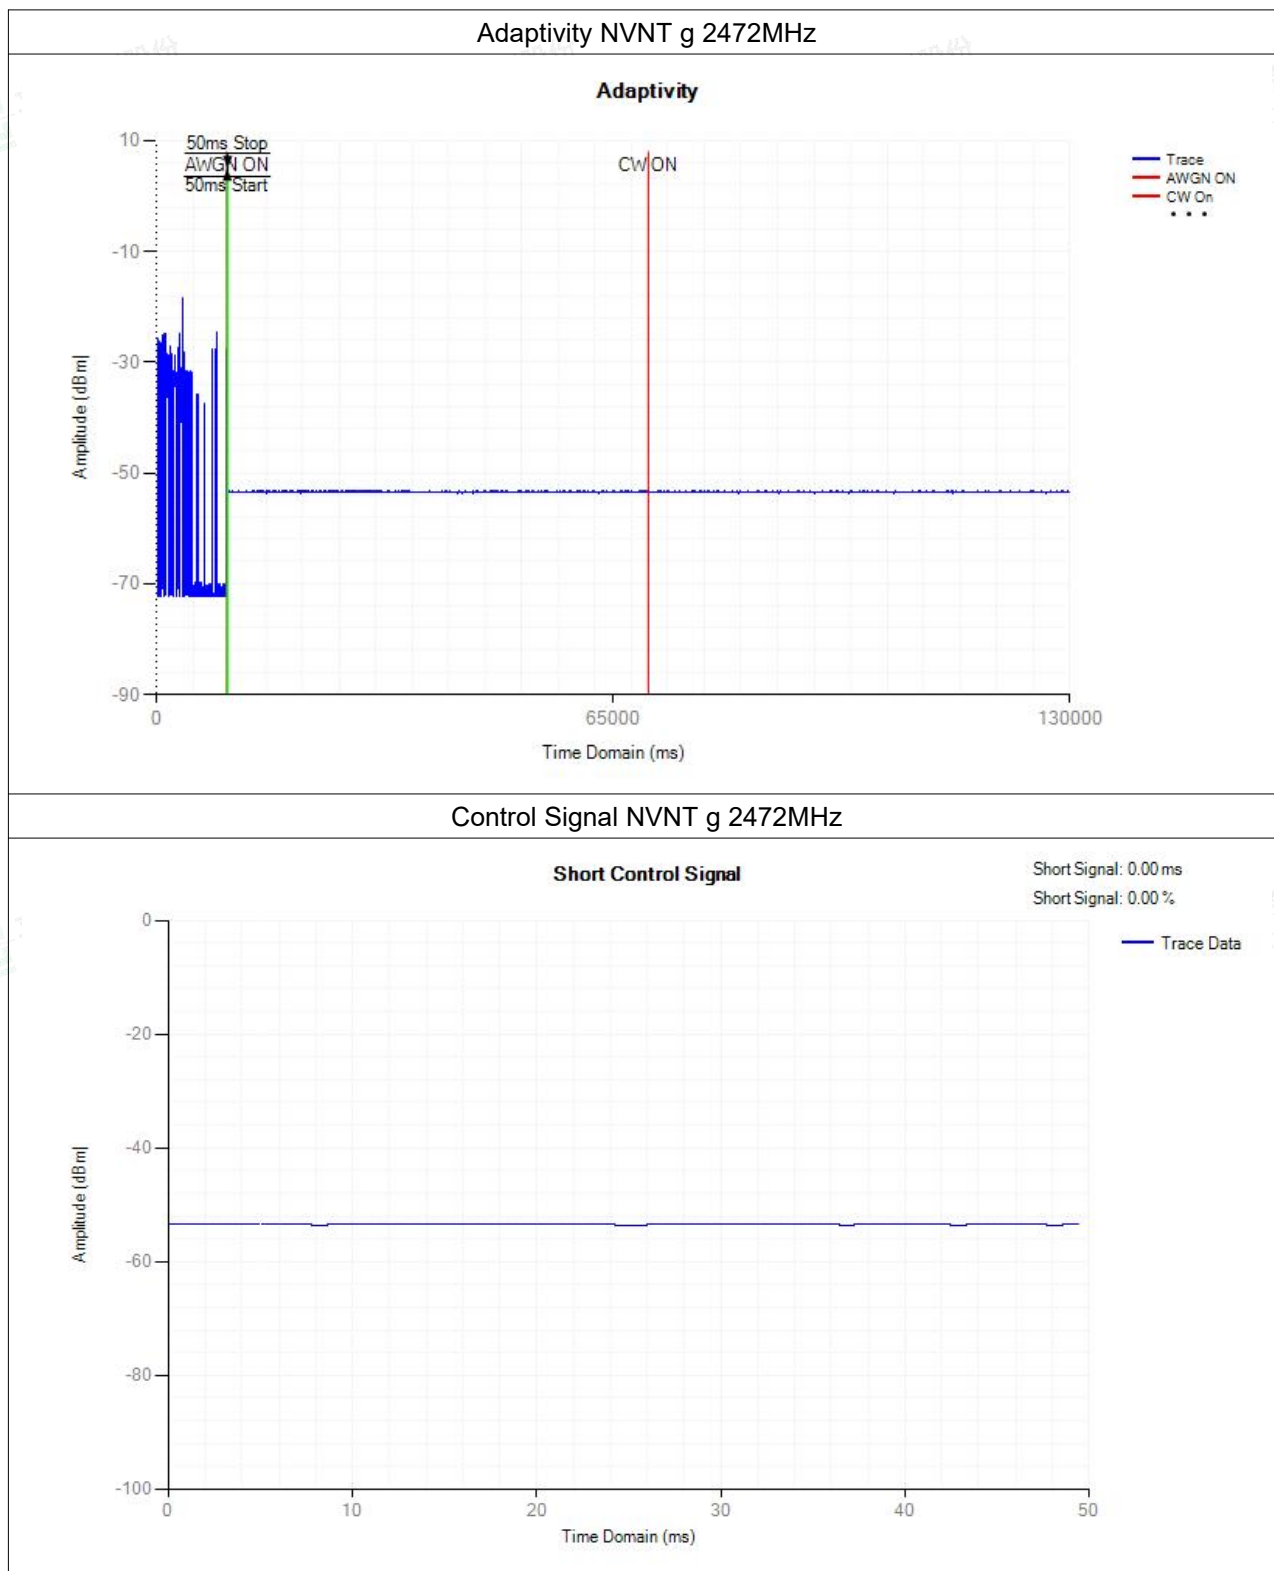 Adaptivity NVNT g 2472MHz
Adaptivity
10
-10
-30
-50
-70
-90
Amplitude (dBm)
50ms Stop
AWGN ON
50ms Start
CW ON
Trace
AWGN ON
CW On
• • •
0
65000
130000
Time Domain (ms)
Control Signal NVNT g 2472MHz
Short Control Signal
Short Signal: 0.00 ms
Short Signal: 0.00 %
Trace Data
0
-20
-40
-60
-80
-100
Amplitude (dBm)
0
10
20
30
40
50
Time Domain (ms)